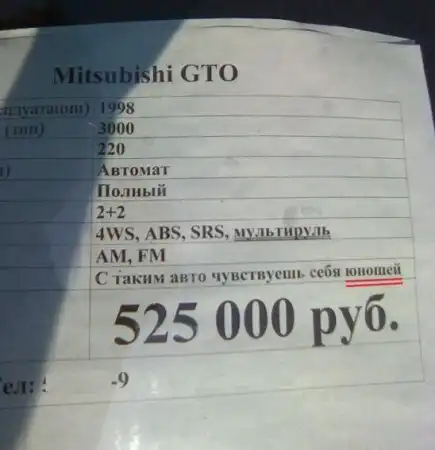 Mitsubishi GTO
1998
(тип) 3000
220
Автомат
Полный
2+2
4WS, ABS, SRS, мультируль
AM, FM
С таким авто чувствуешь себя юношей
525 000 руб.
-9